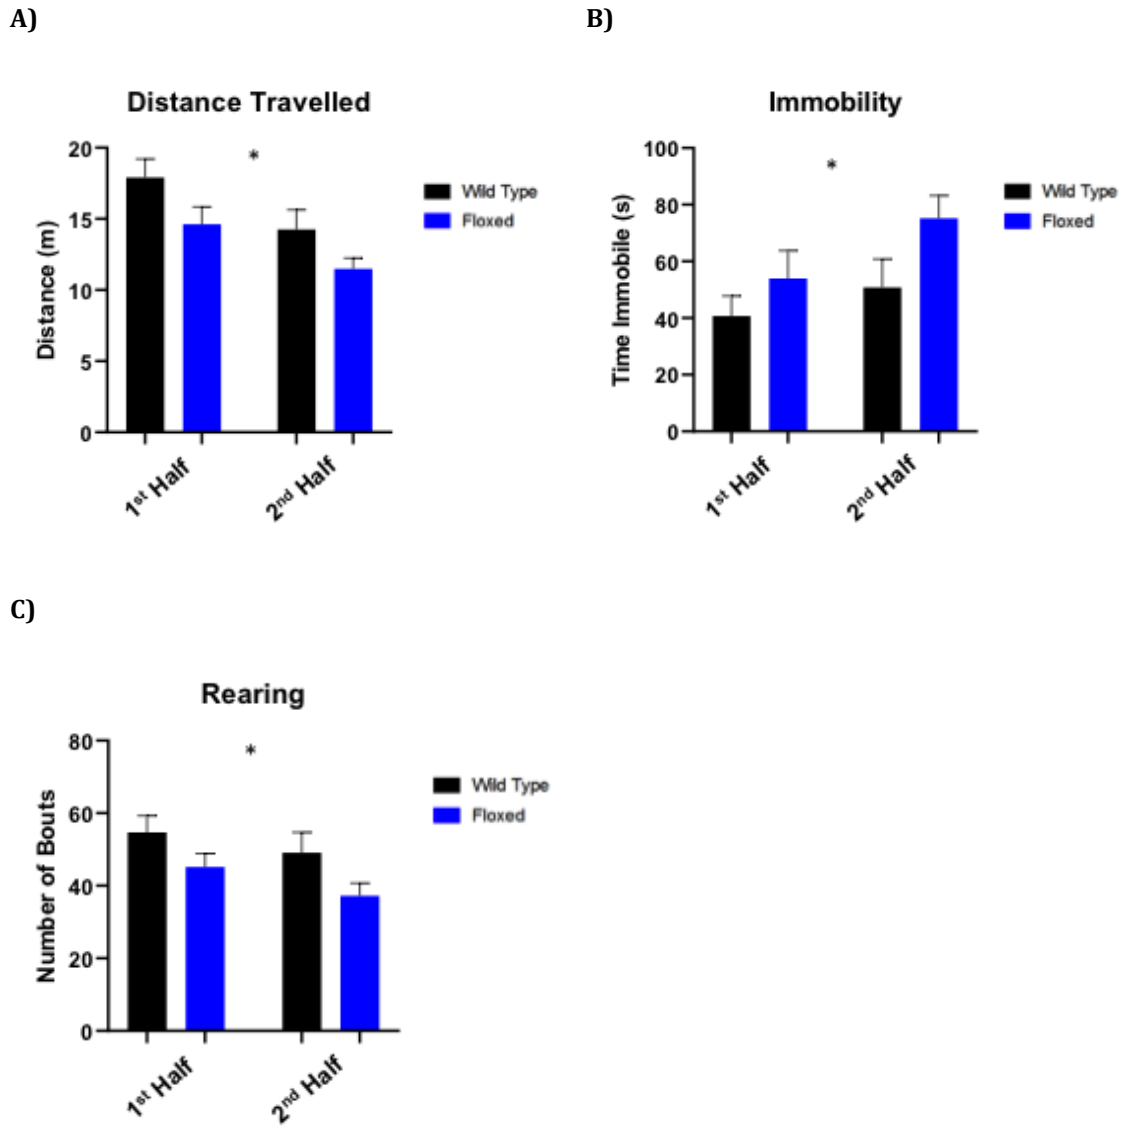 A)
Distance Travelled
*
Distance (m)
20
15
10
5
0
1st Half
2nd Half
Wild Type
Floxed
B)
Immobility
*
Time Immobile (s)
100
80
60
40
20
0
1st Half
2nd Half
Wild Type
Floxed
C)
Rearing
*
Number of Bouts
80
60
40
20
0
1st Half
2nd Half
Wild Type
Floxed